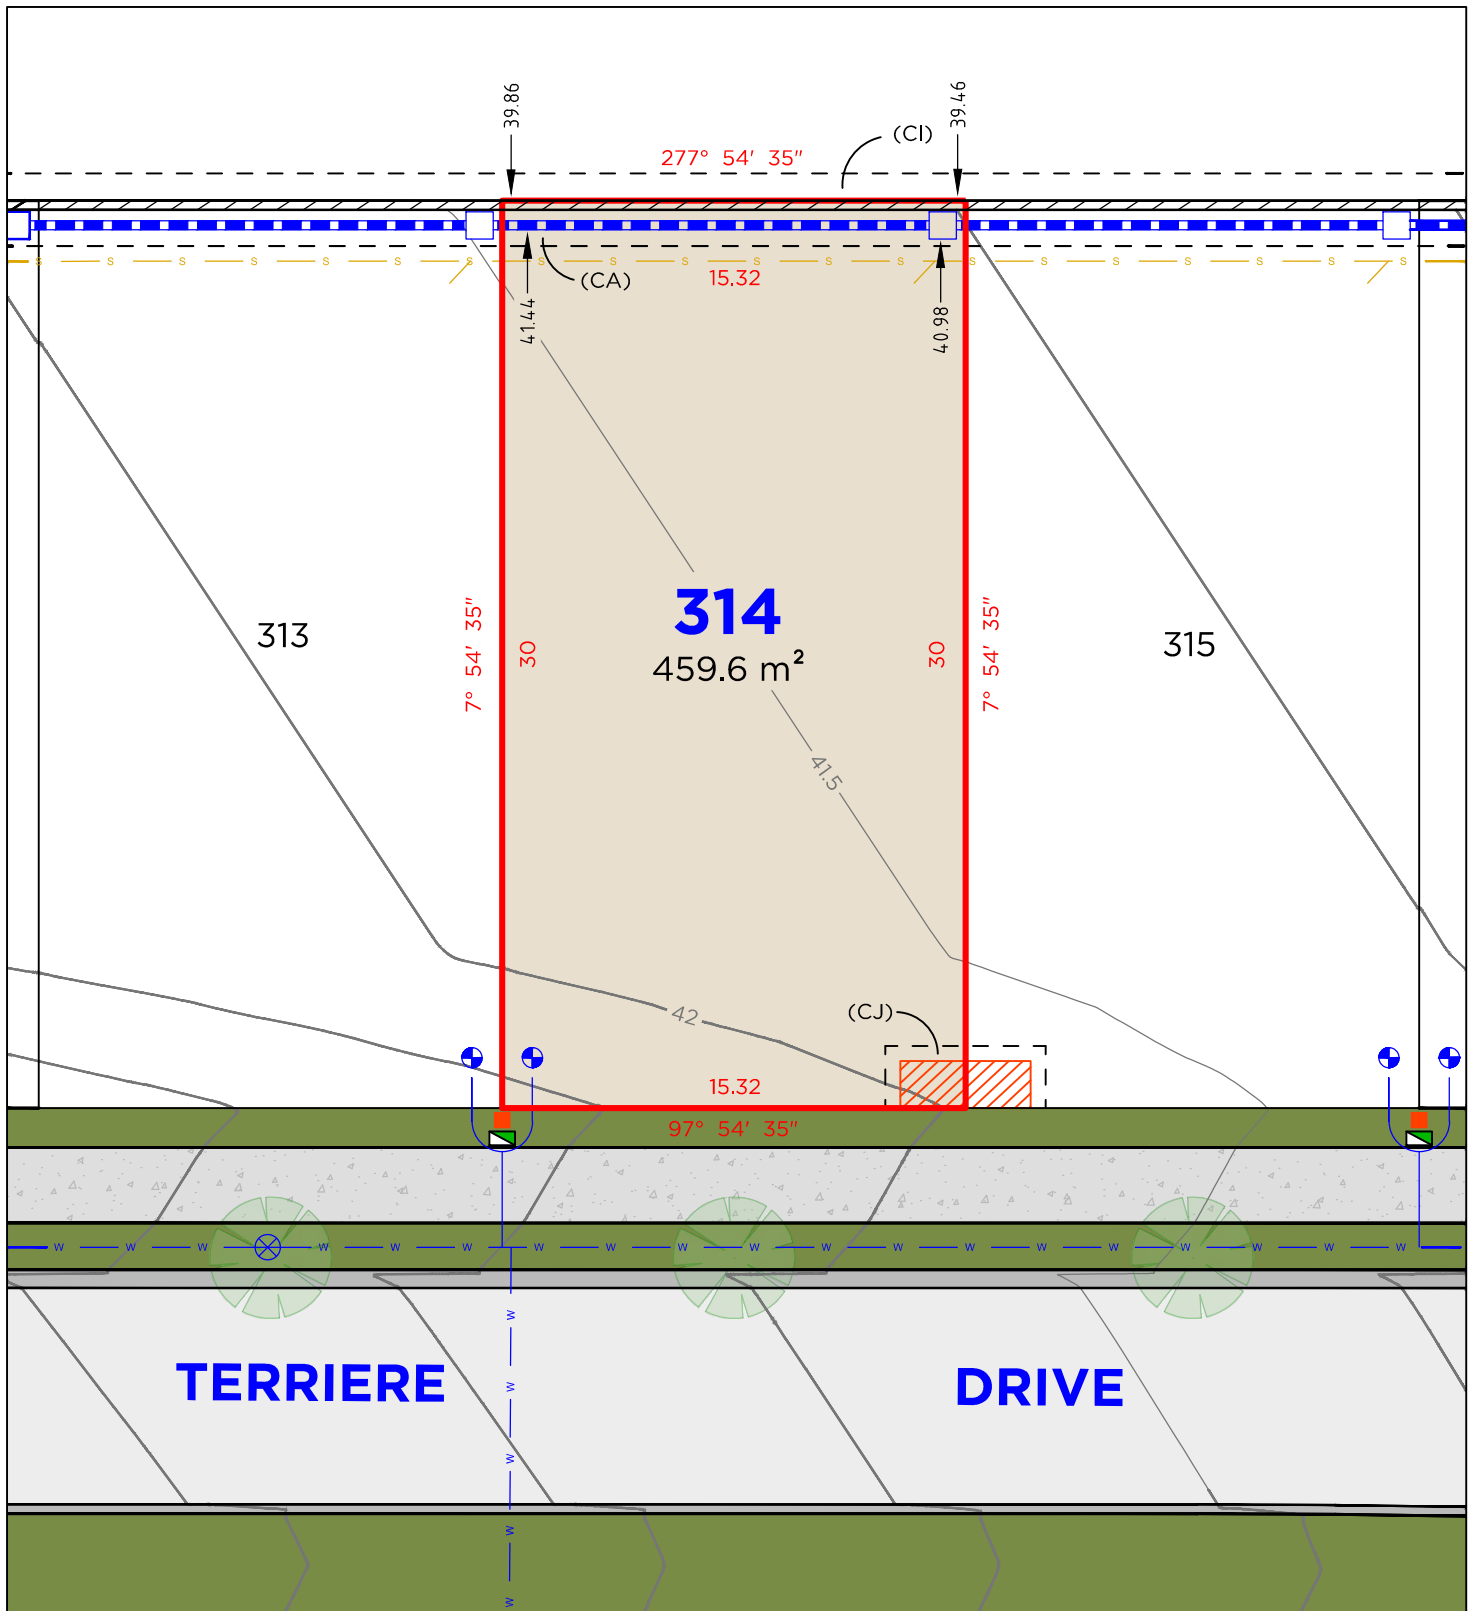 39.86
39.46
(CI)
277° 54' 35"
S S S S S S S S S S S S S S S S S S S S
(CA)
15.32
41.44
40.98
7° 54' 35"
30
30
7° 54' 35"
313
314
459.6 m²
315
41.5
42
(CJ)
15.32
97° 54' 35"
W W W W W W W W W W W W W W W W W W W
W
W
W
W
W
TERRIERE DRIVE